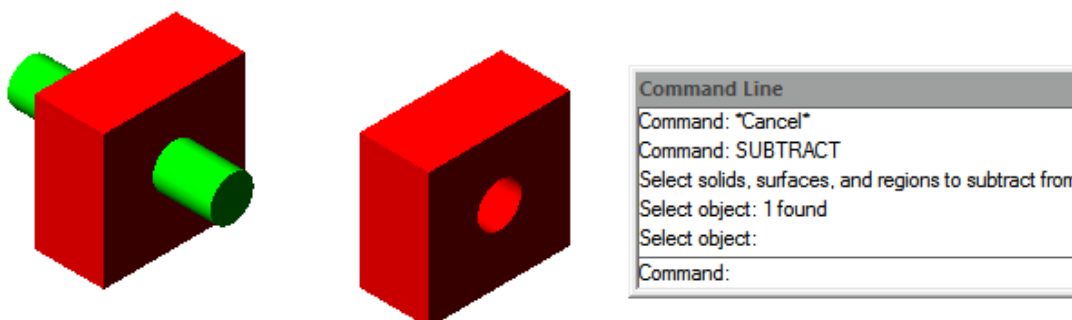 Command Line
Command: *Cancel*
Command: SUBTRACT
Select solids, surfaces, and regions to subtract from
Select object: 1 found
Select object:
Command: